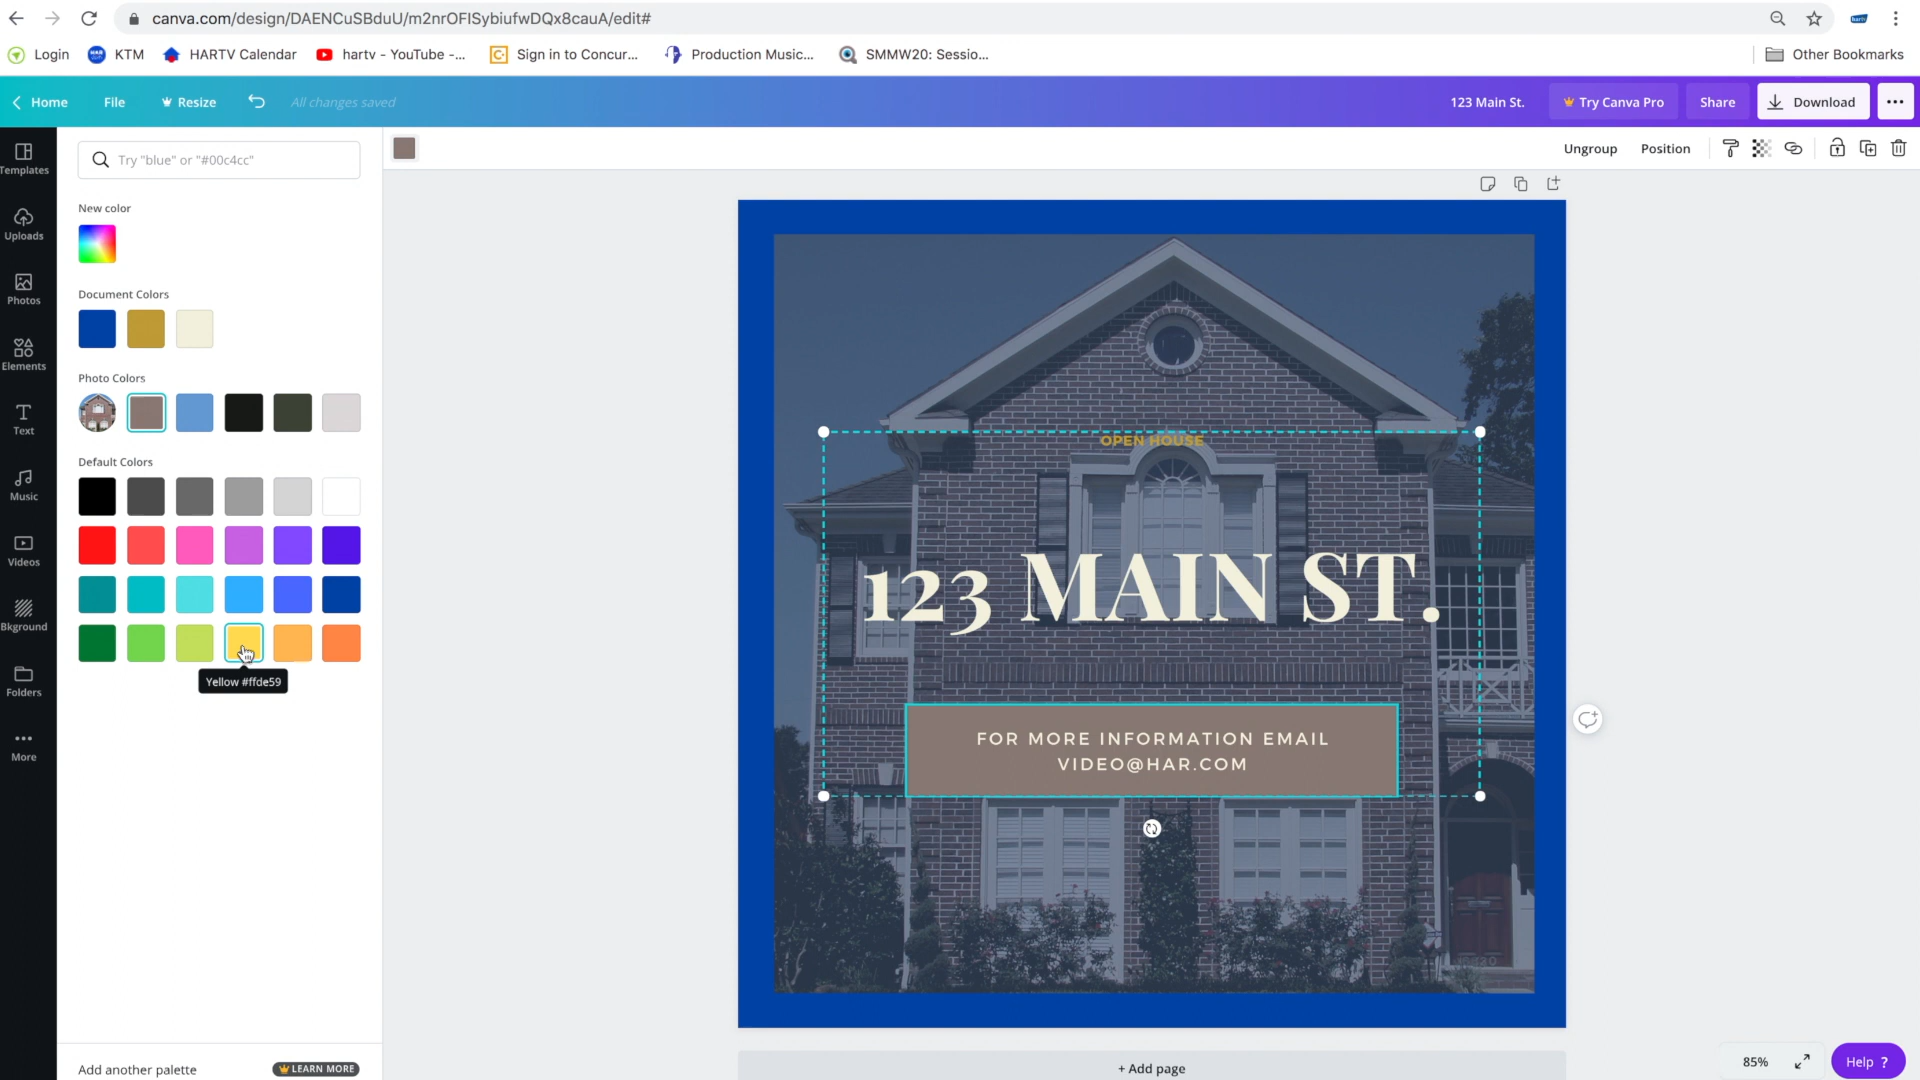 canva.com/design/DAENCuSBduU/m2nrOFISybiufwDQx8cauA/edit#
Login KTM HARTV Calendar hartv - YouTube -... Sign in to Concur... Production Music... SMMW20: Sessio... Other Bookmarks
Home File Resize All changes saved 123 Main St. Try Canva Pro Share Download
Try "blue" or "#00c4cc"
Ungroup Position
Templates
Uploads
Photos
Elements
Text
Music
Videos
Bkground
Folders
More
New color
Document Colors
Photo Colors
Default Colors
Yellow #ffde59
Add another palette LEARN MORE
OPEN HOUSE
123 MAIN ST.
FOR MORE INFORMATION EMAIL
VIDEO@HAR.COM
+ Add page
85%
Help ?